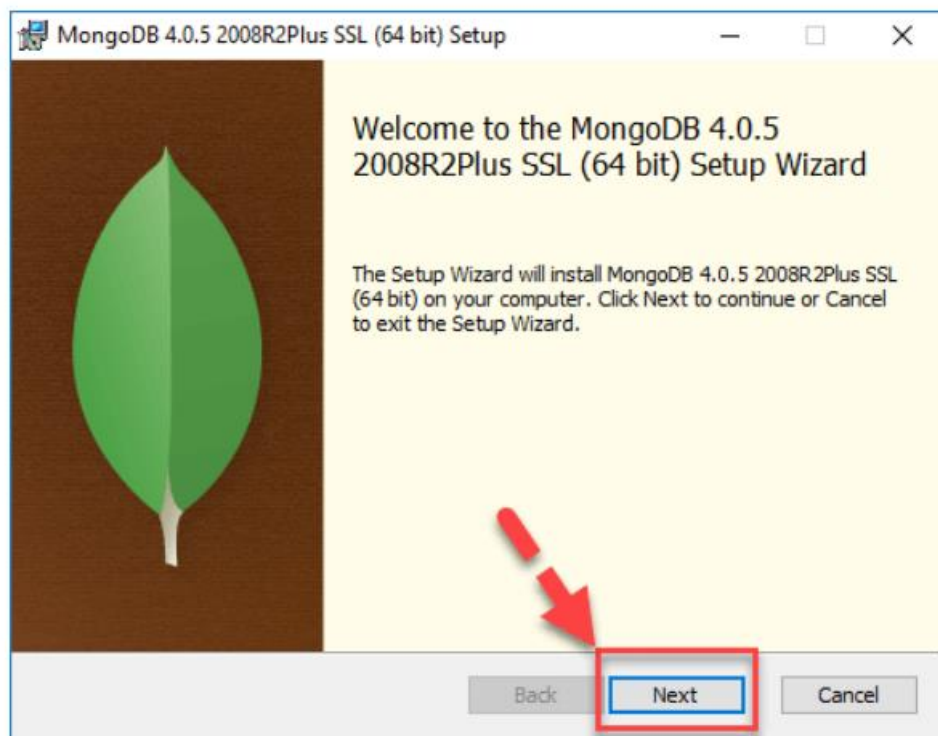 MongoDB 4.0.5 2008R2Plus SSL (64 bit) Setup
Welcome to the MongoDB 4.0.5
2008R2Plus SSL (64 bit) Setup Wizard
The Setup Wizard will install MongoDB 4.0.5 2008R2Plus SSL
(64 bit) on your computer. Click Next to continue or Cancel
to exit the Setup Wizard.
Back Next Cancel